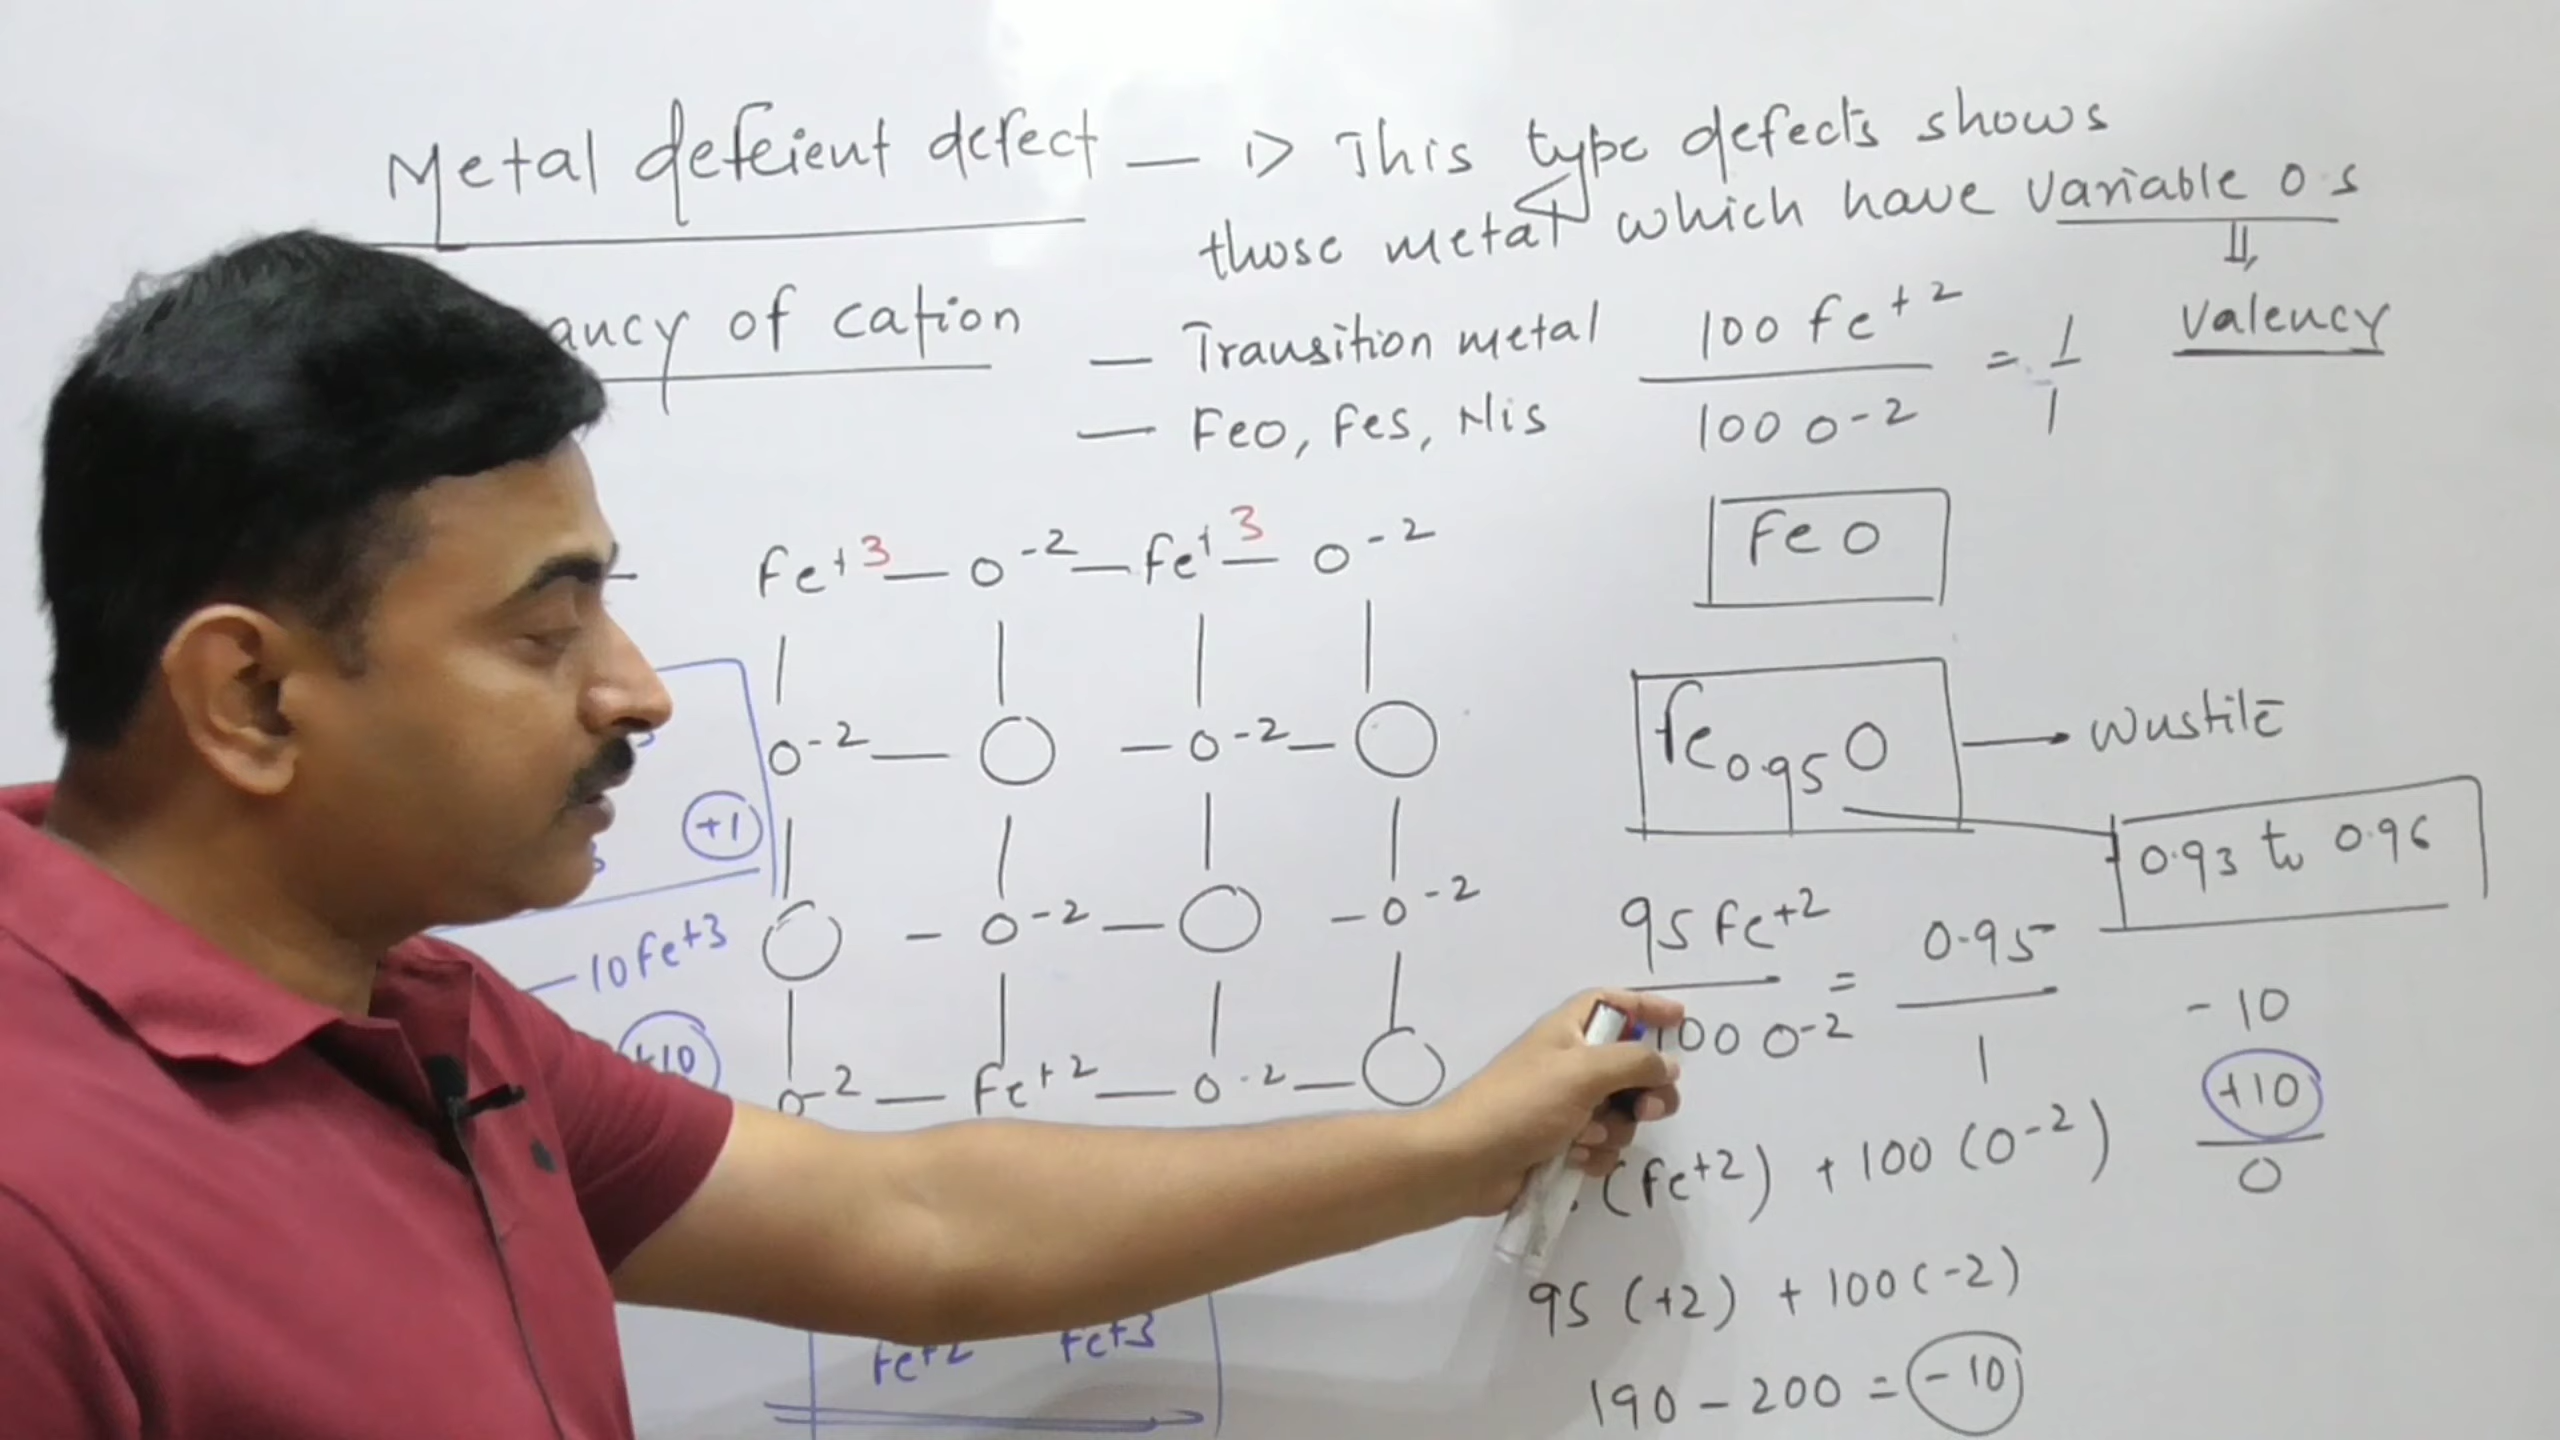 Metal defeient defect — 1> This type defects shows
those metal which have variable o.s
⇓
valency
ancy of cation
— Transition metal
— Feo, Fes, Nis
100 Fe+2 / 100 O-2 = 1/1
FeO
Fe+3 — O-2 — Fe+3 — O-2
O-2 — ◯ — O-2 — ◯
◯ - O-2 — ◯ - O-2
O-2 — Fe+2 — O-2 — ◯
+1
— 10Fe+3
+10
Fe+2 Fe+3
Fe0.95O → Wustite
0.93 to 0.96
95 Fe+2 / 100 O-2 = 0.95 / 1
(Fe+2) + 100 (O-2)
95 (+2) + 100 (-2)
190 - 200 = -10
-10
+10
0